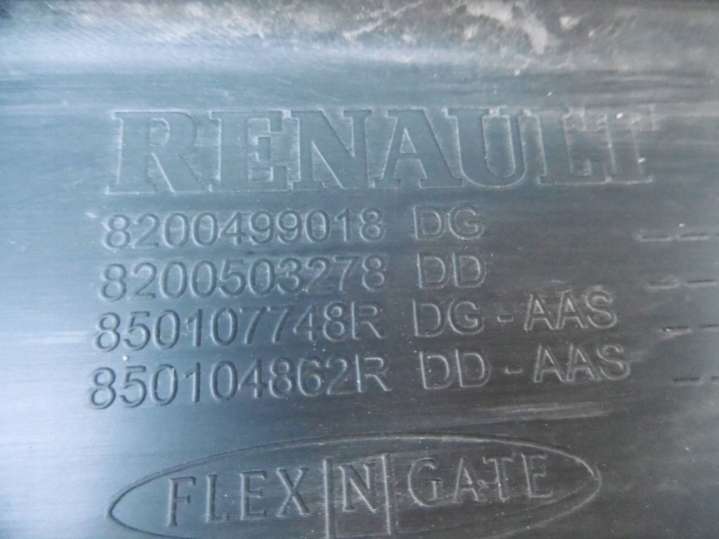 RENAULT
8200499018 DG
8200503278 DD
850107748R DG - AAS
850104862R DD - AAS
FLEX N GATE